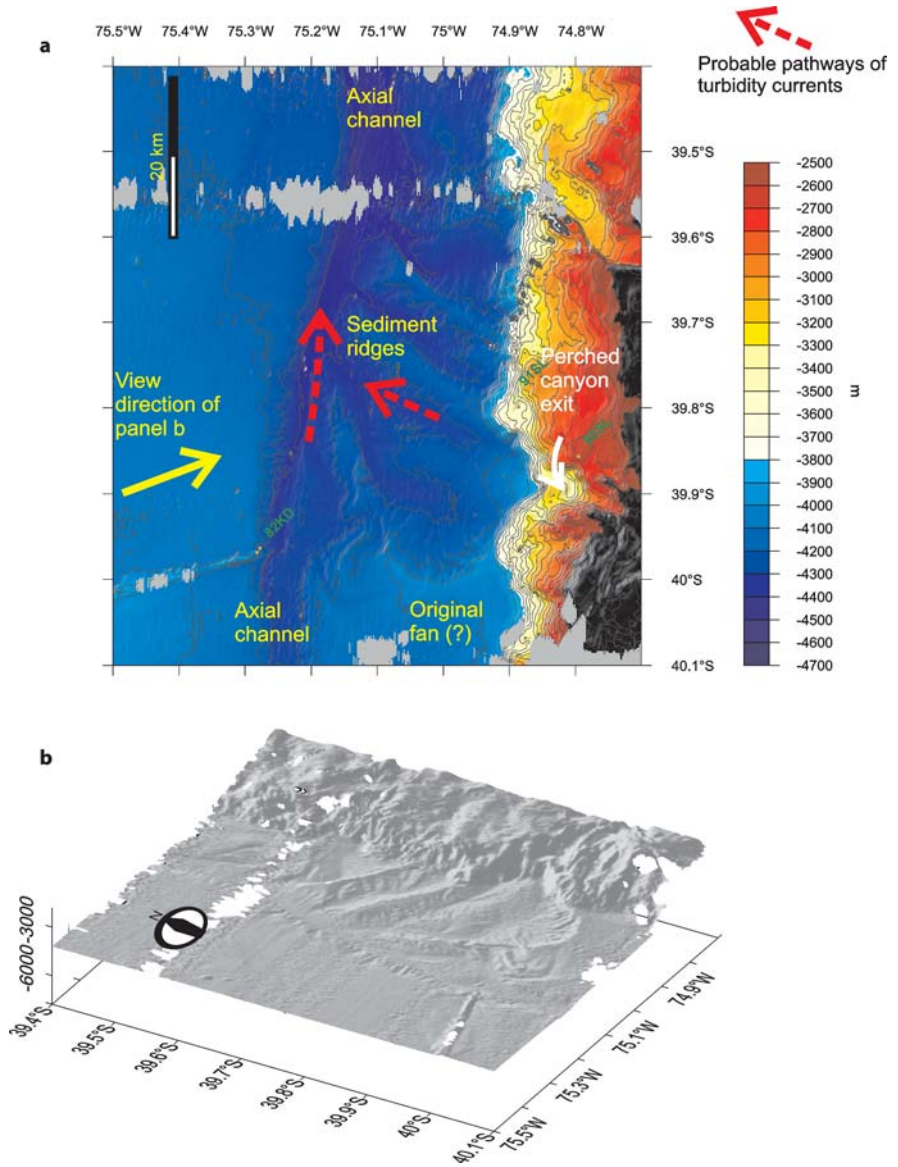 a
75.5°W 75.4°W 75.3°W 75.2°W 75.1°W 75°W 74.9°W 74.8°W
Probable pathways of
turbidity currents
Axial
channel
20 km
39.5°S
39.6°S
39.7°S
39.8°S
39.9°S
40°S
40.1°S
Sediment
ridges
Perched
canyon
exit
View
direction of
panel b
82KD
Axial
channel
Original
fan (?)
-2500
-2600
-2700
-2800
-2900
-3000
-3100
-3200
-3300
-3500
-3600
-3700
-3800
-3900
-4000
-4100
-4200
-4300
-4400
-4500
-4600
-4700
m
b
N
-6000-3000
39.4°S
39.5°S
39.6°S
39.7°S
39.8°S
39.9°S
40°S
40.1°S
75.5°W
75.3°W
75.1°W
74.9°W